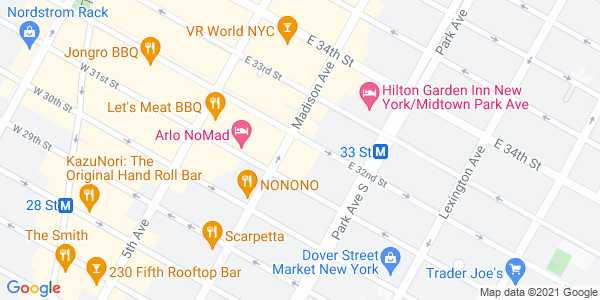 Nordstrom Rack
VR World NYC
Jongro BBQ
E 34th St
Park Ave
W 31st St
E 33rd St
Madison Ave
Hilton Garden Inn New
York/Midtown Park Ave
W 30th St
Let's Meat BBQ
Arlo NoMad
W 29th St
33 St
M
E 34th St
KazuNori: The
Original Hand Roll Bar
E 32nd St
Lexington Ave
NONONO
28 St
M
5th Ave
Park Ave S
The Smith
Scarpetta
Dover Street
Market New York
230 Fifth Rooftop Bar
Trader Joe's
Google
Map data ©2021 Google